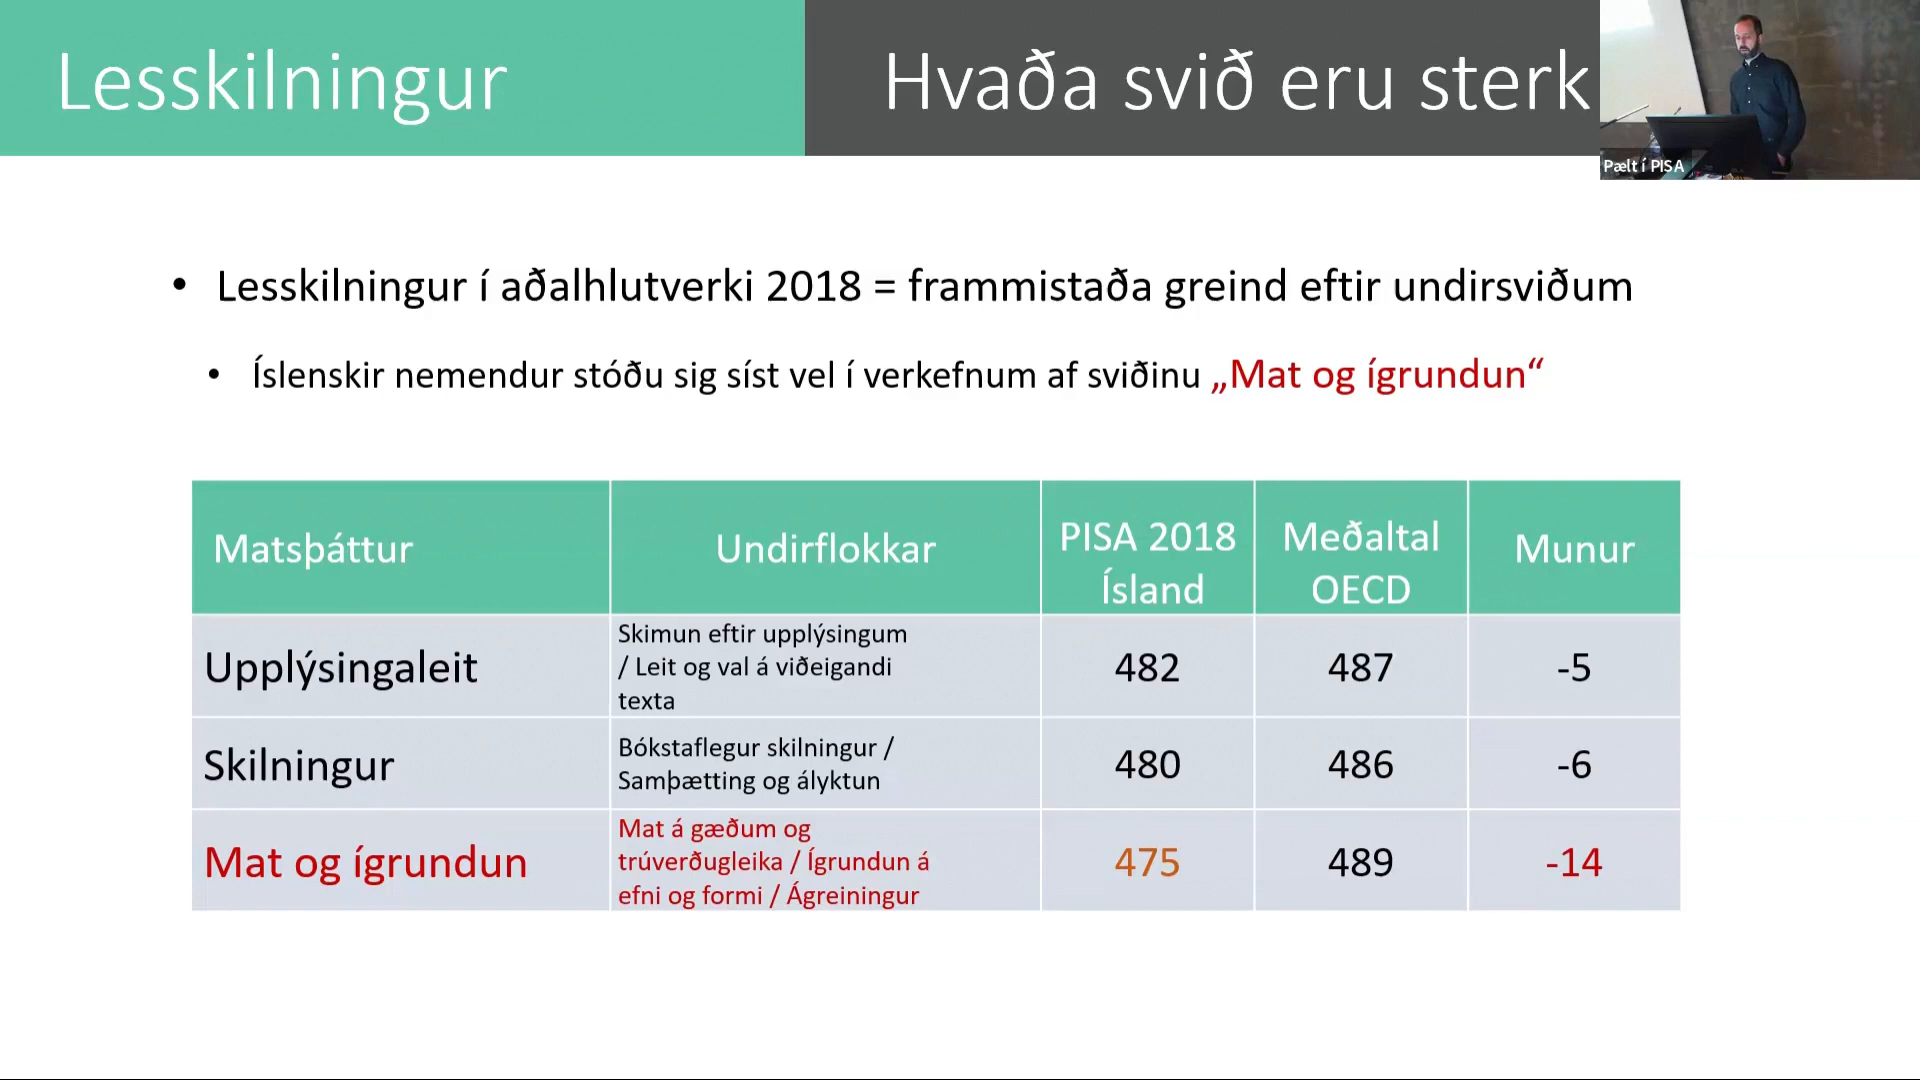 Lesskilningur
Hvaða svið eru sterk
Pælt í PISA
• Lesskilningur í aðalhlutverki 2018 = frammistaða greind eftir undirsviðum
• Íslenskir nemendur stóðu sig síst vel í verkefnum af sviðinu „Mat og ígrundun“
Matsþáttur
Undirflokkar
PISA 2018
Ísland
Meðaltal
OECD
Munur
Upplýsingaleit
Skimun eftir upplýsingum
/ Leit og val á viðeigandi
texta
482
487
-5
Skilningur
Bókstaflegur skilningur /
Samþætting og ályktun
480
486
-6
Mat og ígrundun
Mat á gæðum og
trúverðugleika / Ígrundun á
efni og formi / Ágreiningur
475
489
-14